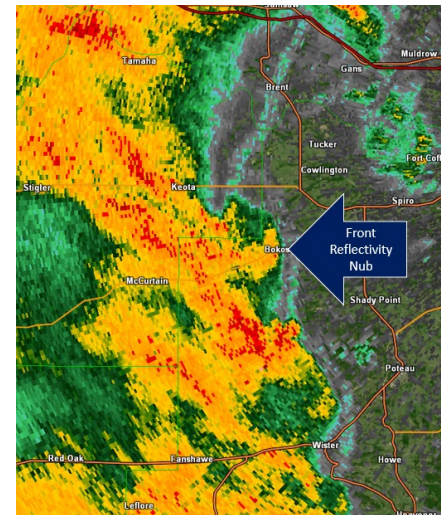 Tamaha
Gans
Muldrow
Brent
Tucker
Cowlington
Fort Coff
Stigler
Keota
Spiro
Front
Reflectivity
Nub
Bokos
McCurtain
Shady Point
Poteau
Wister
Red Oak
Fanshawe
Howe
Leflore